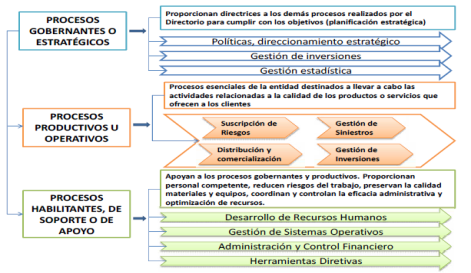 PROCESOS
GOBERNANTES O
ESTRATÉGICOS
Proporcionan directrices a los demás procesos realizados por el
Directorio para cumplir con los objetivos (planificación estratégica)
Políticas, direccionamiento estratégico
Gestión de inversiones
Gestión estadística
PROCESOS
PRODUCTIVOS U
OPERATIVOS
Procesos esenciales de la entidad destinados a llevar a cabo las
actividades relacionadas a la calidad de los productos o servicios que
ofrecen a los clientes
Suscripción de
Riesgos
Gestión de
Siniestros
Distribución y
comercialización
Gestión de
Inversiones
PROCESOS
HABILITANTES, DE
SOPORTE O DE
APOYO
Apoyan a los procesos gobernantes y productivos. Proporcionan
personal competente, reducen riesgos del trabajo, preservan la calidad
materiales y equipos, coordinan y controlan la eficacia administrativa y
optimización de recursos.
Desarrollo de Recursos Humanos
Gestión de Sistemas Operativos
Administración y Control Financiero
Herramientas Diretivas